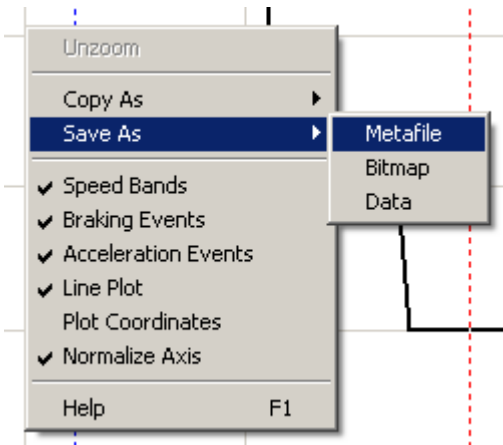 Unzoom
Copy As
Save As
Metafile
Bitmap
Data
Speed Bands
Braking Events
Acceleration Events
Line Plot
Plot Coordinates
Normalize Axis
Help F1